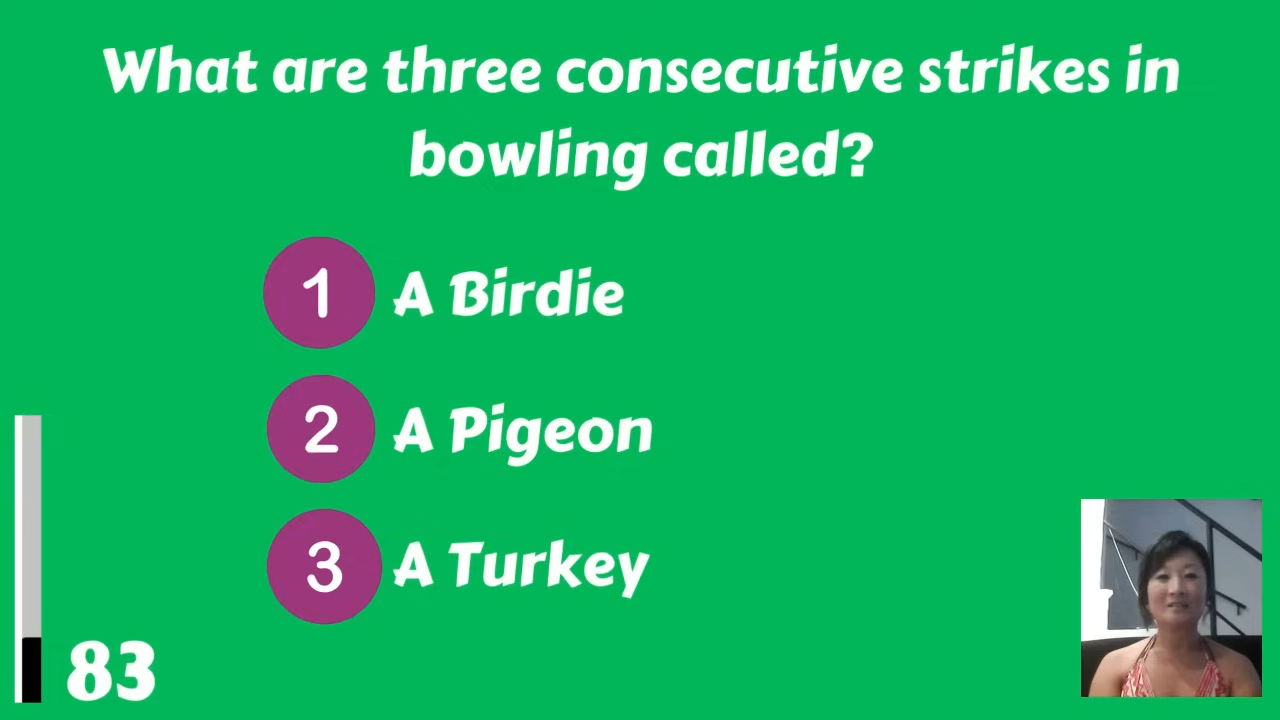 What are three consecutive strikes in
bowling called?
1 A Birdie
2 A Pigeon
3 A Turkey
83